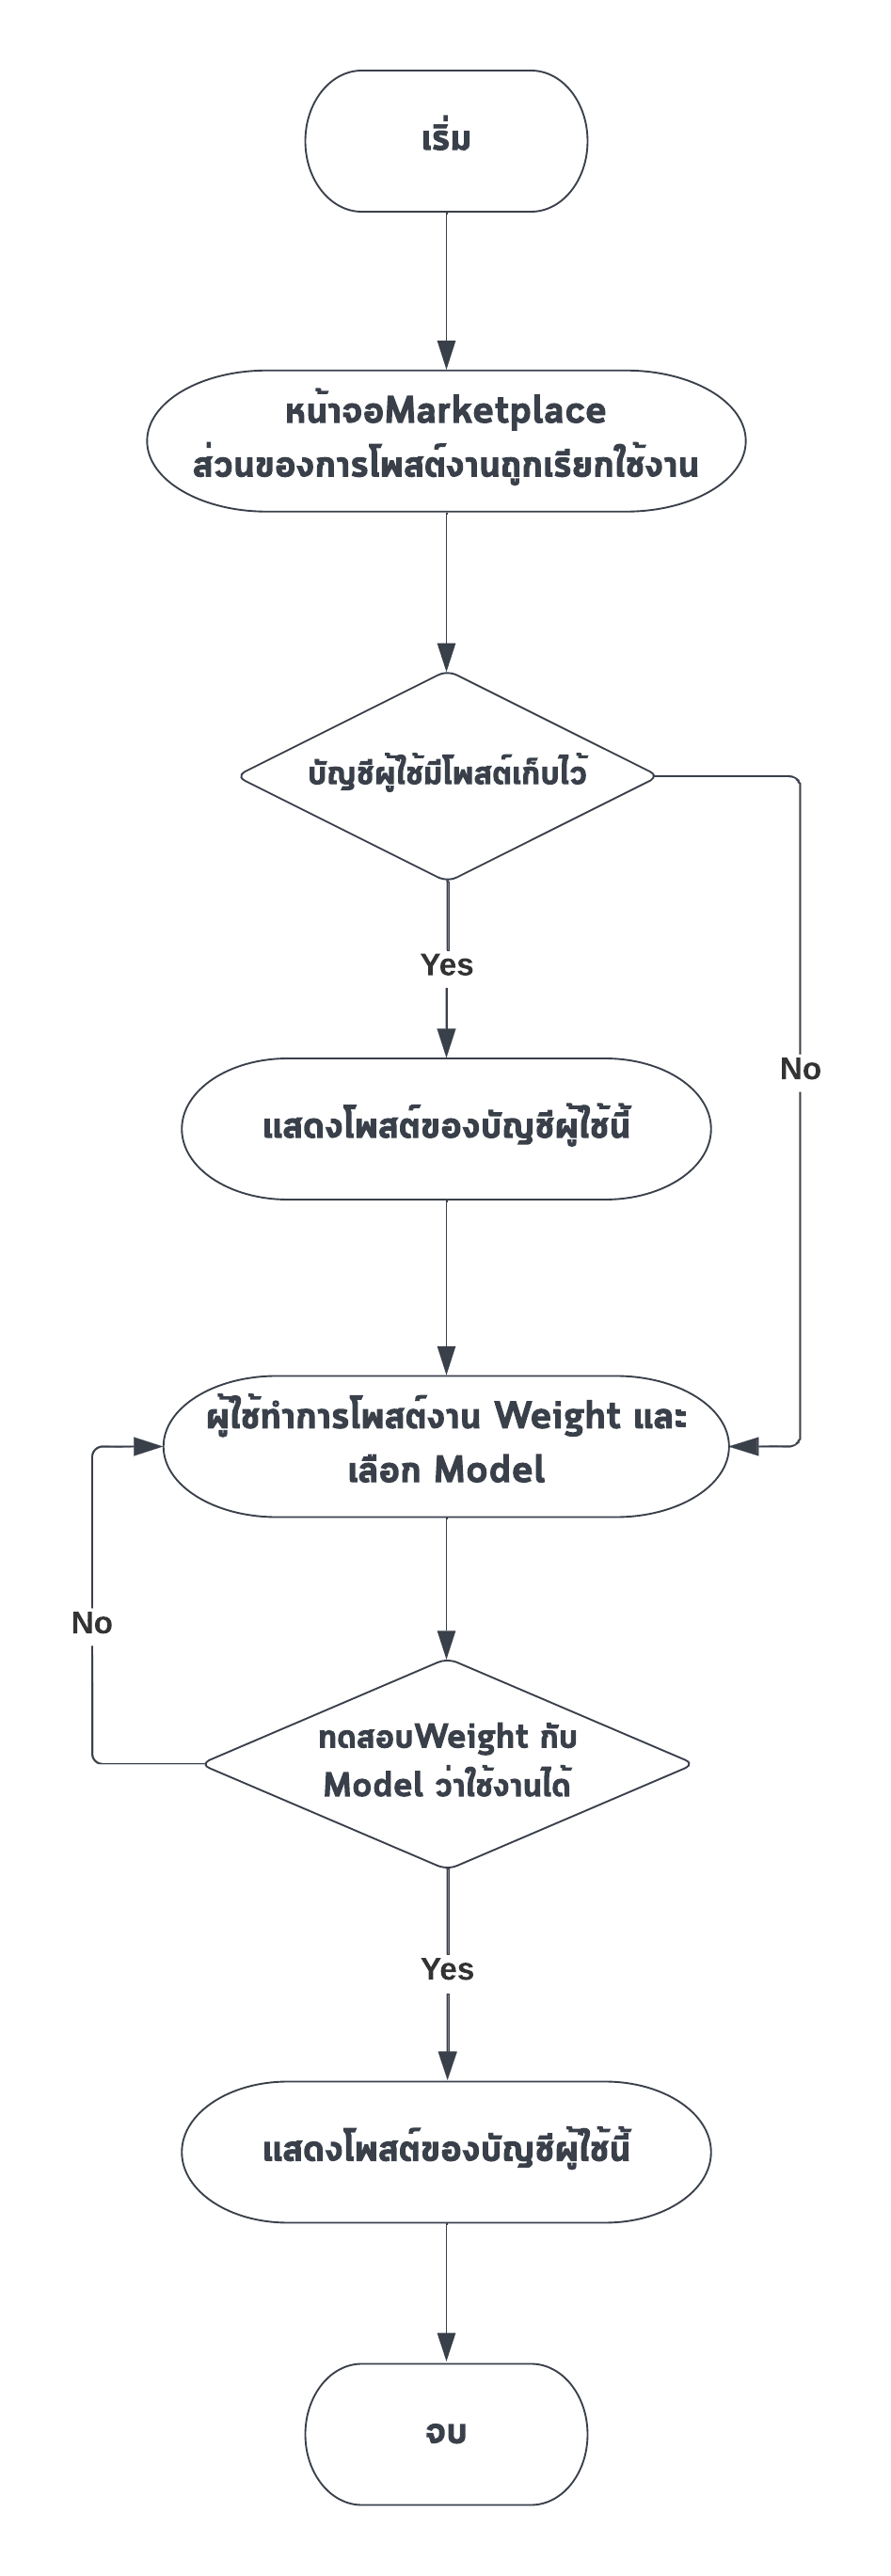 เริ่ม
หน้าจอMarketplace
ส่วนของการโพสต์งานถูกเรียกใช้งาน
บัญชีผู้ใช้มีโพสต์เก็บไว้
Yes
No
แสดงโพสต์ของบัญชีผู้ใช้นี้
ผู้ใช้ทำการโพสต์งาน Weight และ
เลือก Model
No
ทดสอบWeight กับ
Model ว่าใช้งานได้
Yes
แสดงโพสต์ของบัญชีผู้ใช้นี้
จบ